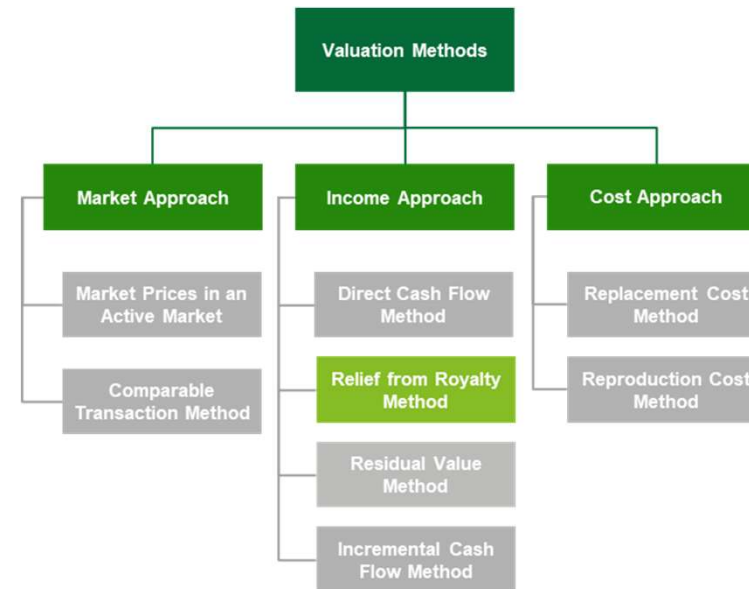 Valuation Methods
Market Approach
Income Approach
Cost Approach
Market Prices in an
Active Market
Comparable
Transaction Method
Direct Cash Flow
Method
Relief from Royalty
Method
Residual Value
Method
Incremental Cash
Flow Method
Replacement Cost
Method
Reproduction Cost
Method